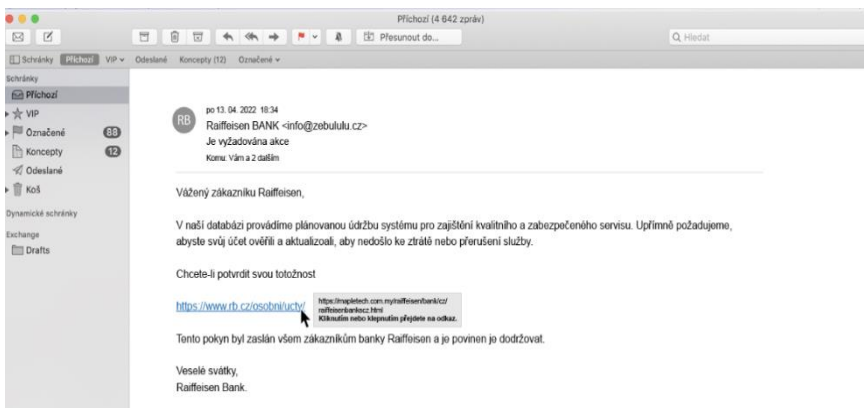 Příchozí (4 642 zpráv)
Přesunout do...
Hledat
Schránky Příchozí VIP Odeslané Koncepty (12) Označené
Schránky
Příchozí
VIP
Označené 88
Koncepty 12
Odeslané
Koš
Dynamické schránky
Exchange
Drafts
RB
po 13. 04. 2022 18:34
Raiffeisen BANK <info@zebululu.cz>
Je vyžadována akce
Komu: Vám a 2 dalším
Vážený zákazníku Raiffeisen,
V naší databázi provádíme plánovanou údržbu systému pro zajištění kvalitního a zabezpečeného servisu. Upřímně požadujeme,
abyste svůj účet ověřili a aktualizoali, aby nedošlo ke ztrátě nebo přerušení služby.
Chcete-li potvrdit svou totožnost
https://www.rb.cz/osobni/ucty/
https://mapletech.com.my/raiffeisen/bank/cz/
raiffeisenbankscz.html
Kliknutím nebo klepnutím přejdete na odkaz.
Tento pokyn byl zaslán všem zákazníkům banky Raiffeisen a je povinen je dodržovat.
Veselé svátky,
Raiffeisen Bank.